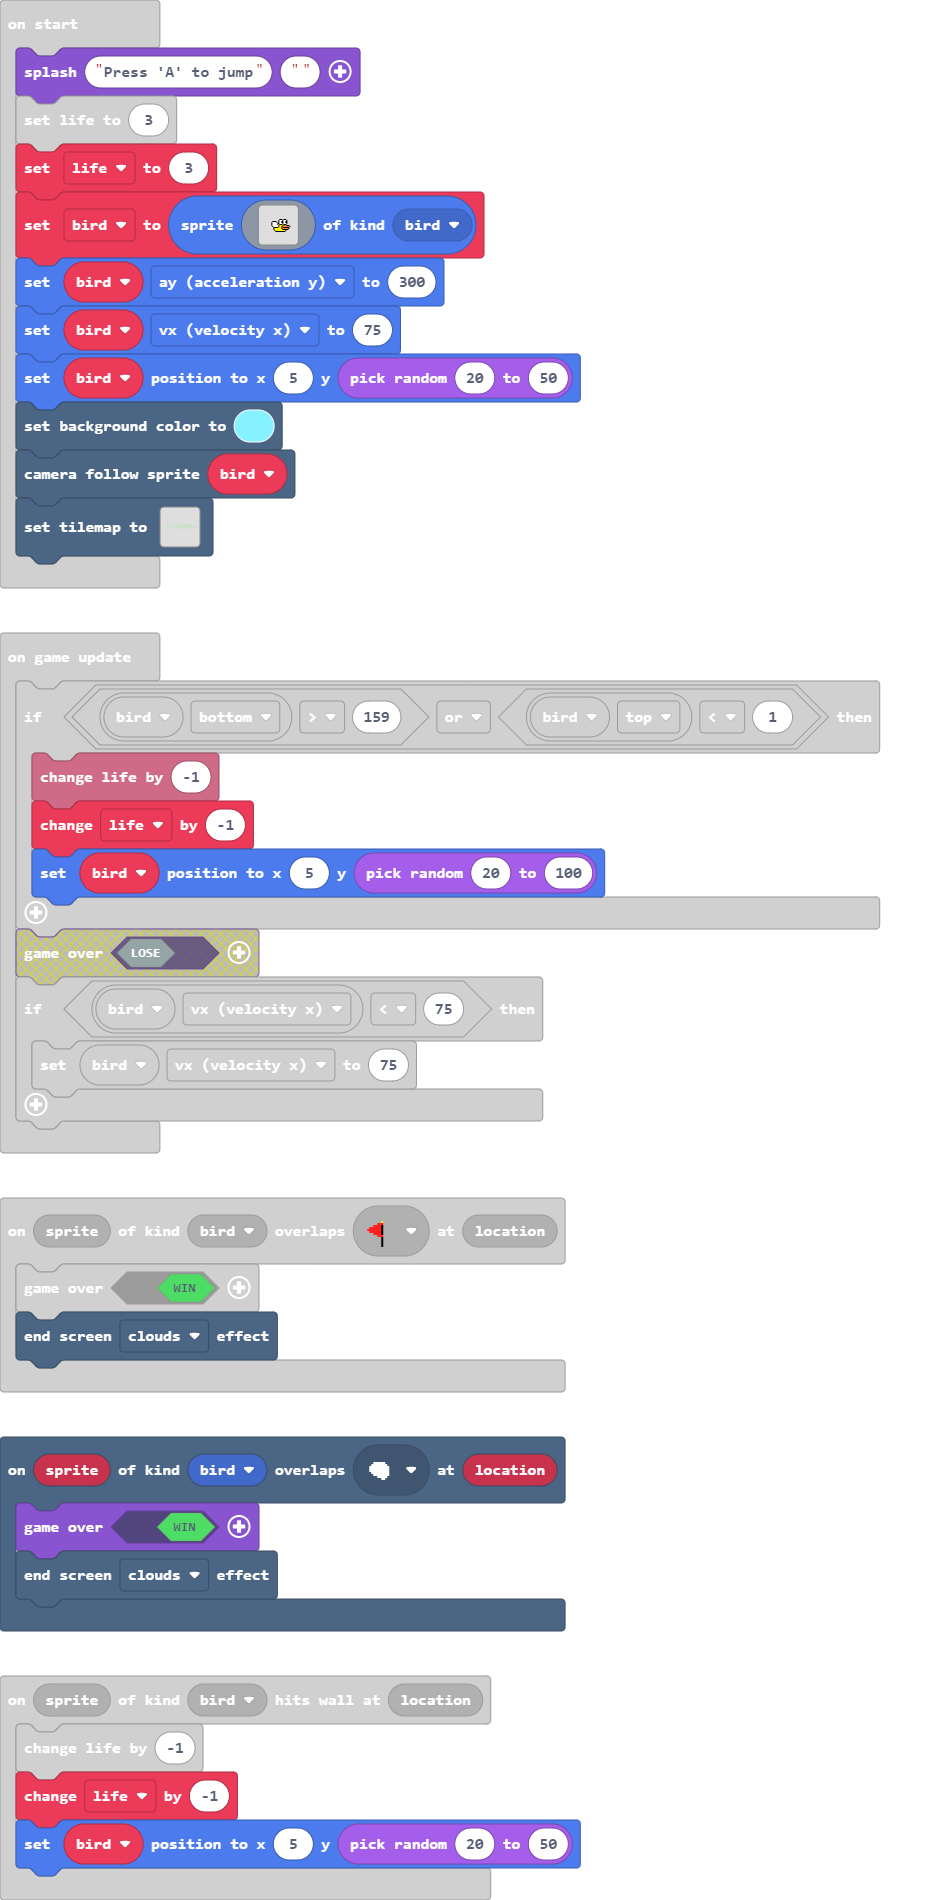 on start
splash "Press 'A' to jump" " "
set life to 3
set life to 3
set bird to sprite of kind bird
set bird ay (acceleration y) to 300
set bird vx (velocity x) to 75
set bird position to x 5 y pick random 20 to 50
set background color to
camera follow sprite bird
set tilemap to
on game update
if bird bottom > 159 or bird top < 1 then
change life by -1
change life by -1
set bird position to x 5 y pick random 20 to 100
game over LOSE
if bird vx (velocity x) < 75 then
set bird vx (velocity x) to 75
on sprite of kind bird overlaps at location
game over WIN
end screen clouds effect
on sprite of kind bird overlaps at location
game over WIN
end screen clouds effect
on sprite of kind bird hits wall at location
change life by -1
change life by -1
set bird position to x 5 y pick random 20 to 50